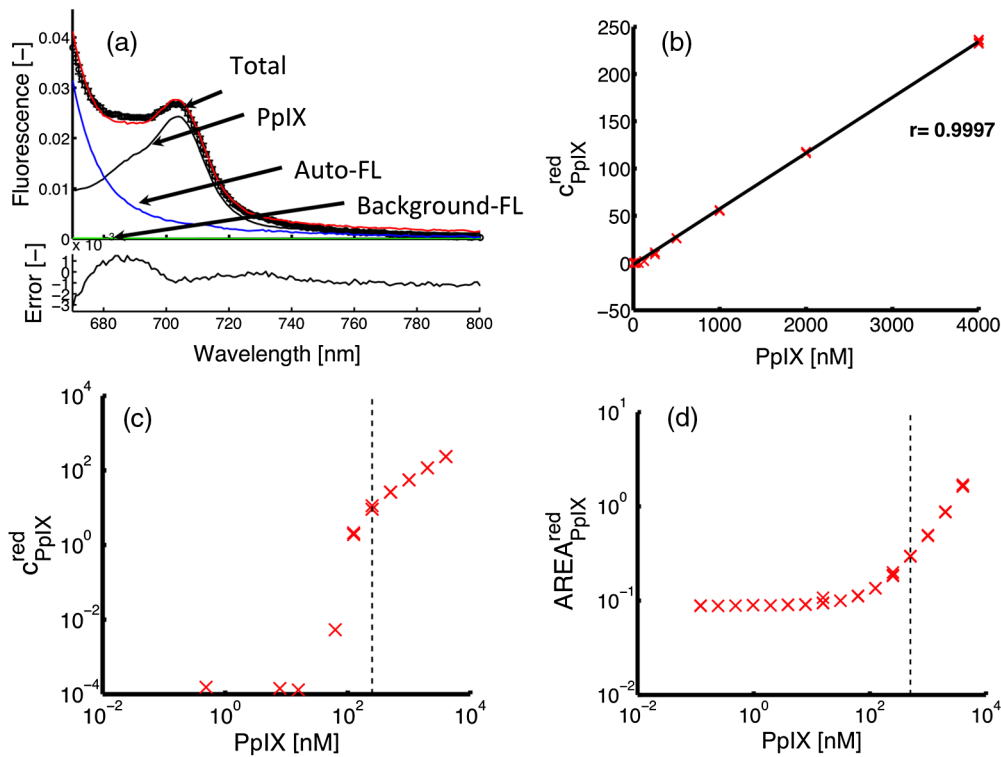 (a)
Fluorescence [–]
0.04
0.03
0.02
0.01
0
Total
PpIX
Auto-FL
Background-FL
x 10
Error [–]
1
0
−1
−2
−3
680 700 720 740 760 780 800
Wavelength [nm]
(b)
c red PpIX
250
200
150
100
50
0
−50
r= 0.9997
0 1000 2000 3000 4000
PpIX [nM]
(c)
c red PpIX
10^4
10^2
10^0
10^−2
10^−4
10^−2 10^0 10^2 10^4
PpIX [nM]
(d)
AREA red PpIX
10^1
10^0
10^−1
10^−2
10^−2 10^0 10^2 10^4
PpIX [nM]